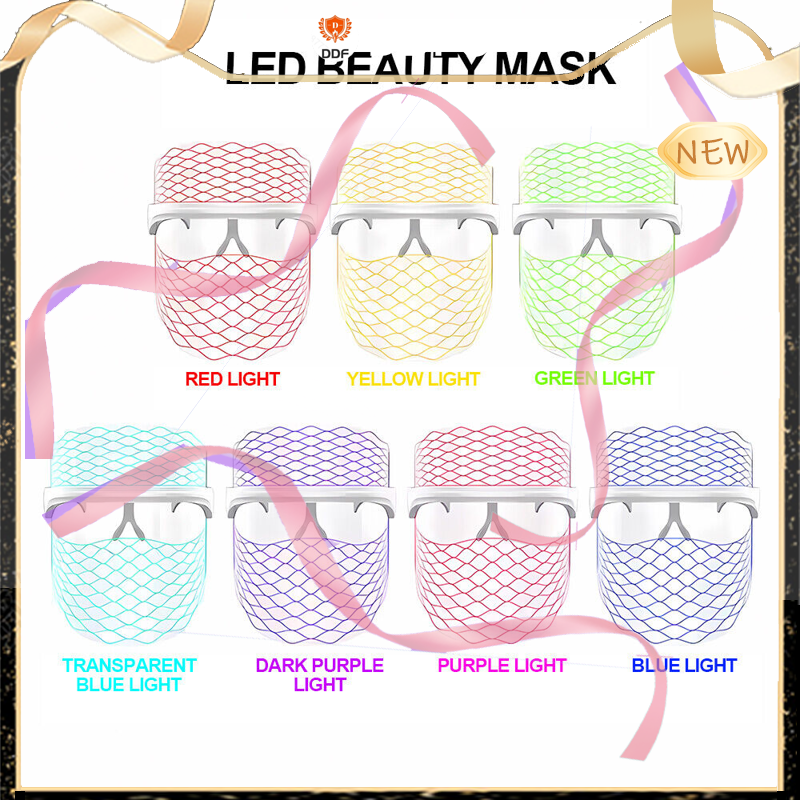 DDF
LED BEAUTY MASK
NEW
RED LIGHT
YELLOW LIGHT
GREEN LIGHT
TRANSPARENT
BLUE LIGHT
DARK PURPLE
LIGHT
PURPLE LIGHT
BLUE LIGHT